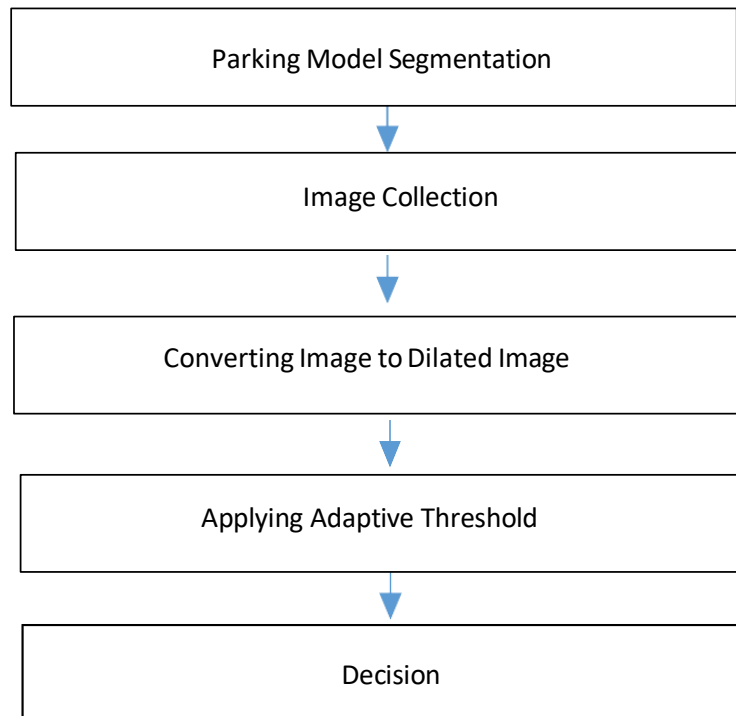 Parking Model Segmentation
Image Collection
Converting Image to Dilated Image
Applying Adaptive Threshold
Decision